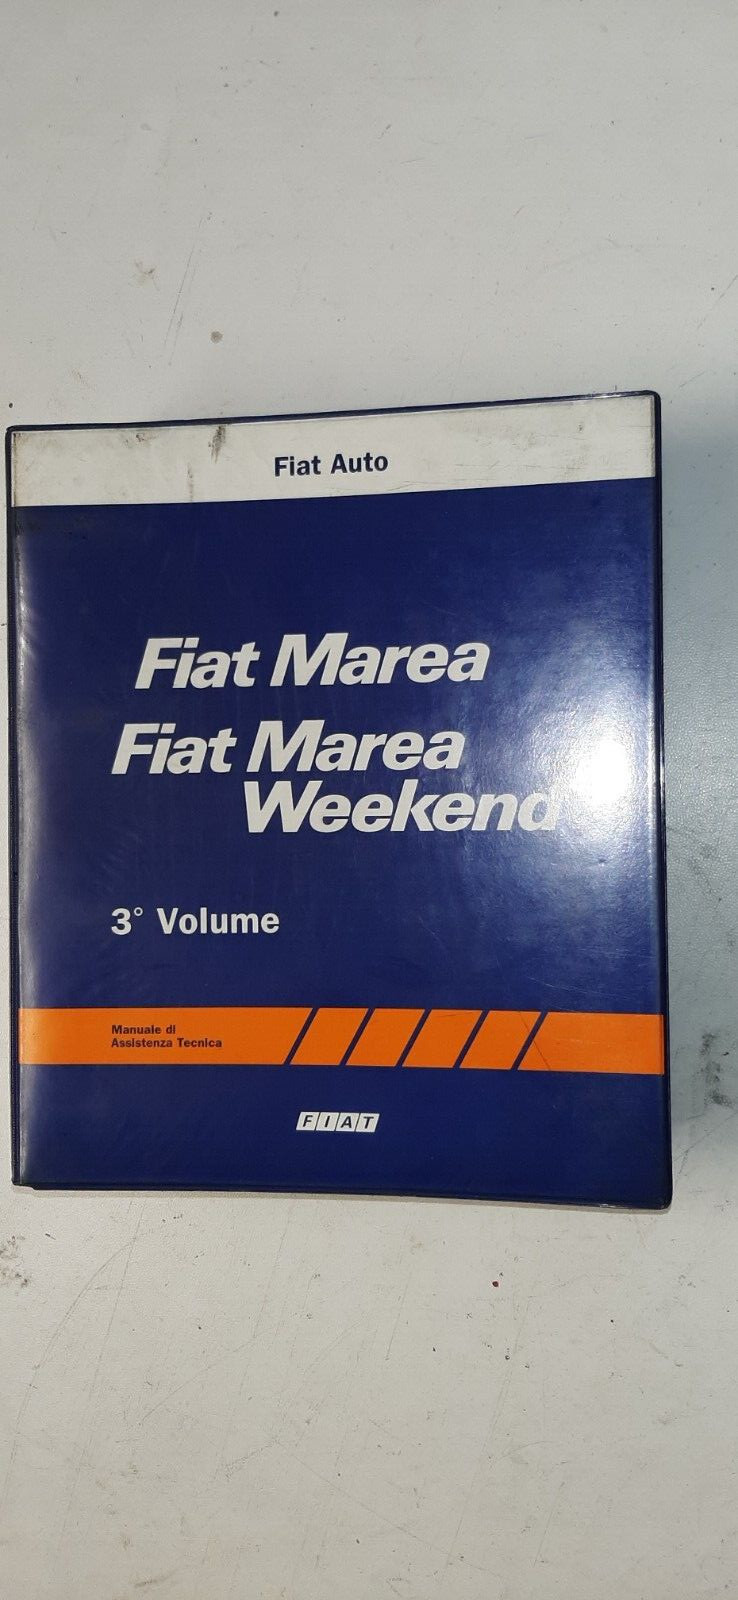 Fiat Auto
Fiat Marea
Fiat Marea
Weekend
3° Volume
Manuale di
Assistenza Tecnica
FIAT